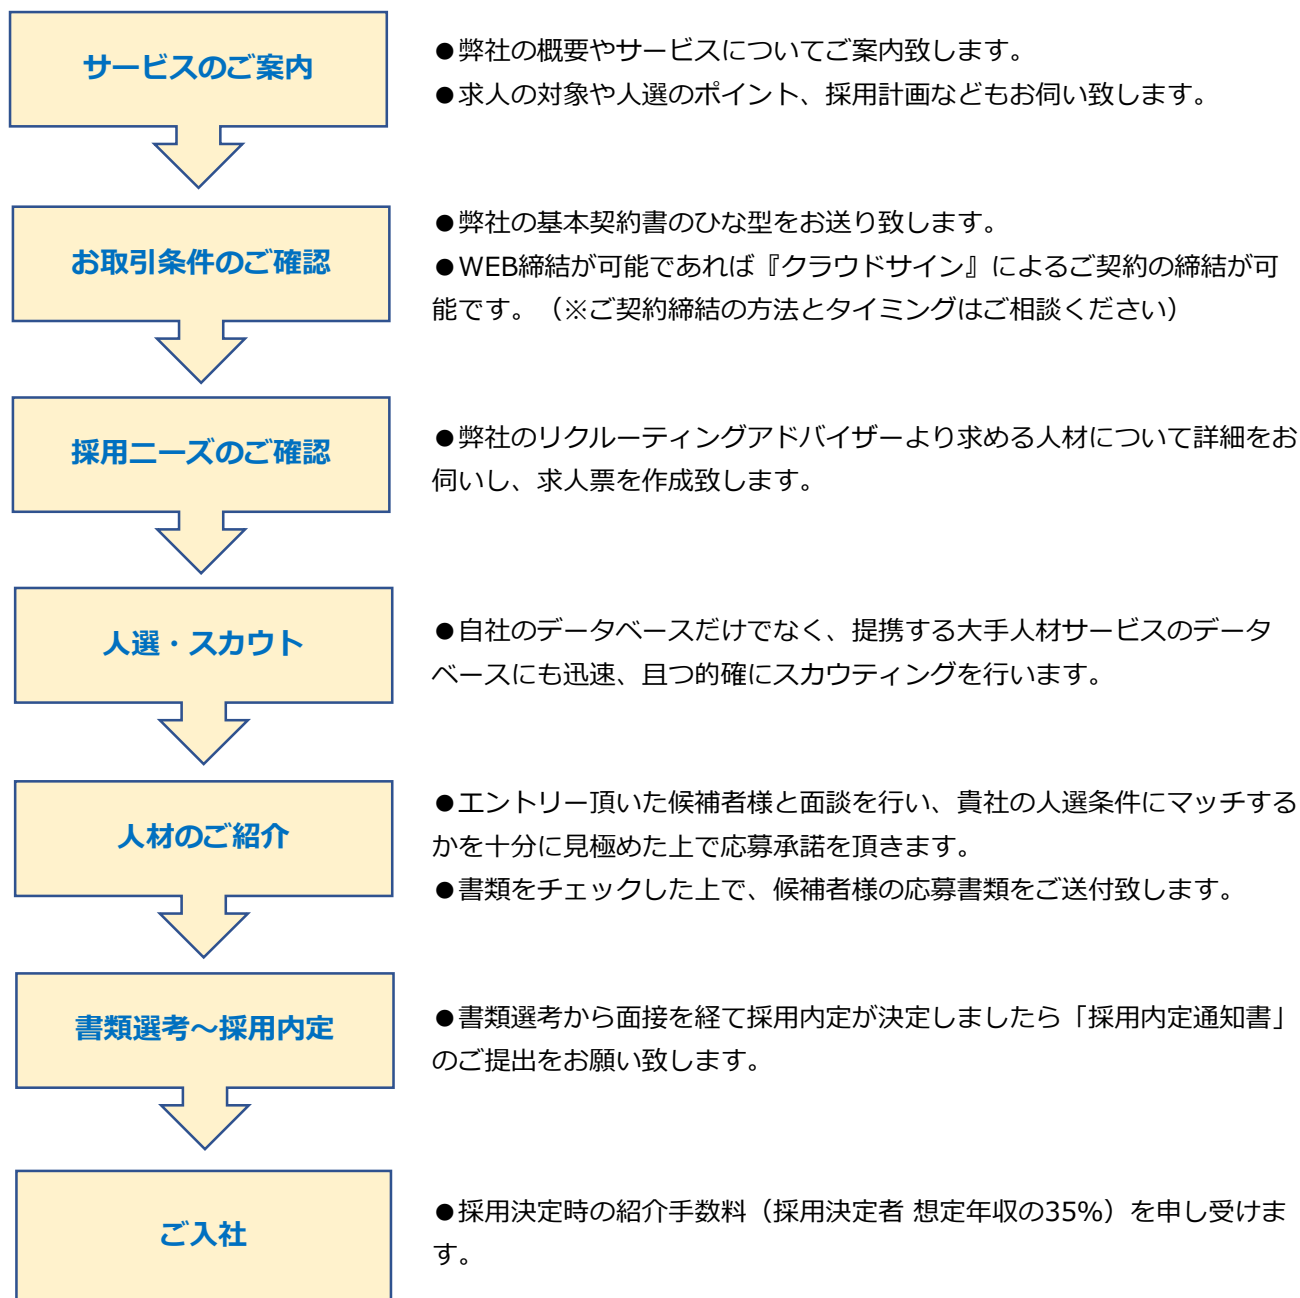 サービスのご案内
●弊社の概要やサービスについてご案内致します。
●求人の対象や人選のポイント、採用計画などもお伺い致します。
お取引条件のご確認
●弊社の基本契約書のひな型をお送り致します。
●WEB締結が可能であれば『クラウドサイン』によるご契約の締結が可
能です。（※ご契約締結の方法とタイミングはご相談ください）
採用ニーズのご確認
●弊社のリクルーティングアドバイザーより求める人材について詳細をお
伺いし、求人票を作成致します。
人選・スカウト
●自社のデータベースだけでなく、提携する大手人材サービスのデータ
ベースにも迅速、且つ的確にスカウティングを行います。
人材のご紹介
●エントリー頂いた候補者様と面談を行い、貴社の人選条件にマッチする
かを十分に見極めた上で応募承諾を頂きます。
●書類をチェックした上で、候補者様の応募書類をご送付致します。
書類選考～採用内定
●書類選考から面接を経て採用内定が決定しましたら「採用内定通知書」
のご提出をお願い致します。
ご入社
●採用決定時の紹介手数料（採用決定者 想定年収の35%）を申し受けま
す。